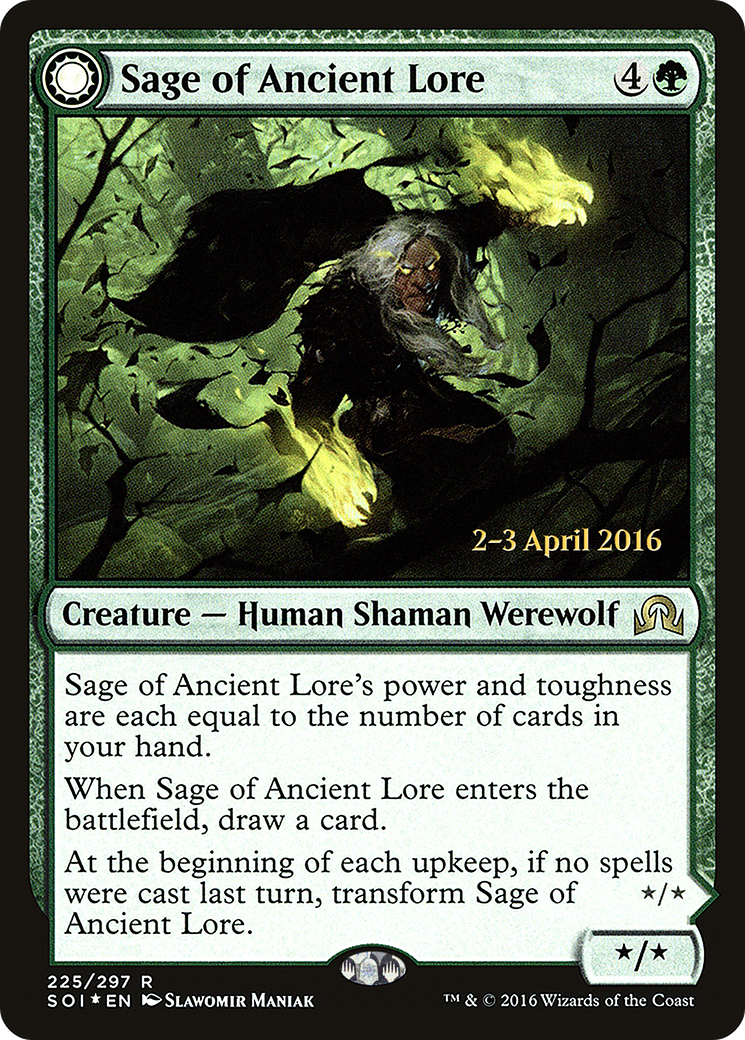 Sage of Ancient Lore 4
2–3 April 2016
Creature — Human Shaman Werewolf
Sage of Ancient Lore's power and toughness
are each equal to the number of cards in
your hand.
When Sage of Ancient Lore enters the
battlefield, draw a card.
At the beginning of each upkeep, if no spells
were cast last turn, transform Sage of
Ancient Lore.
★/★
★/★
225/297 R
SOI★EN Slawomir Maniak
™ & © 2016 Wizards of the Coast